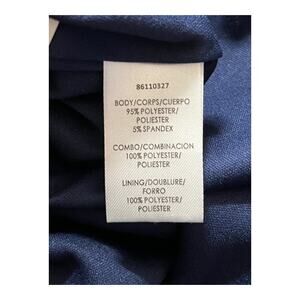 86110327
BODY/CORPS/CUERPO
95% POLYESTER/
POLIESTER
5% SPANDEX
COMBO/COMBINACION
100% POLYESTER/
POLIESTER
LINING/DOUBLURE/
FORRO
100% POLYESTER/
POLIESTER